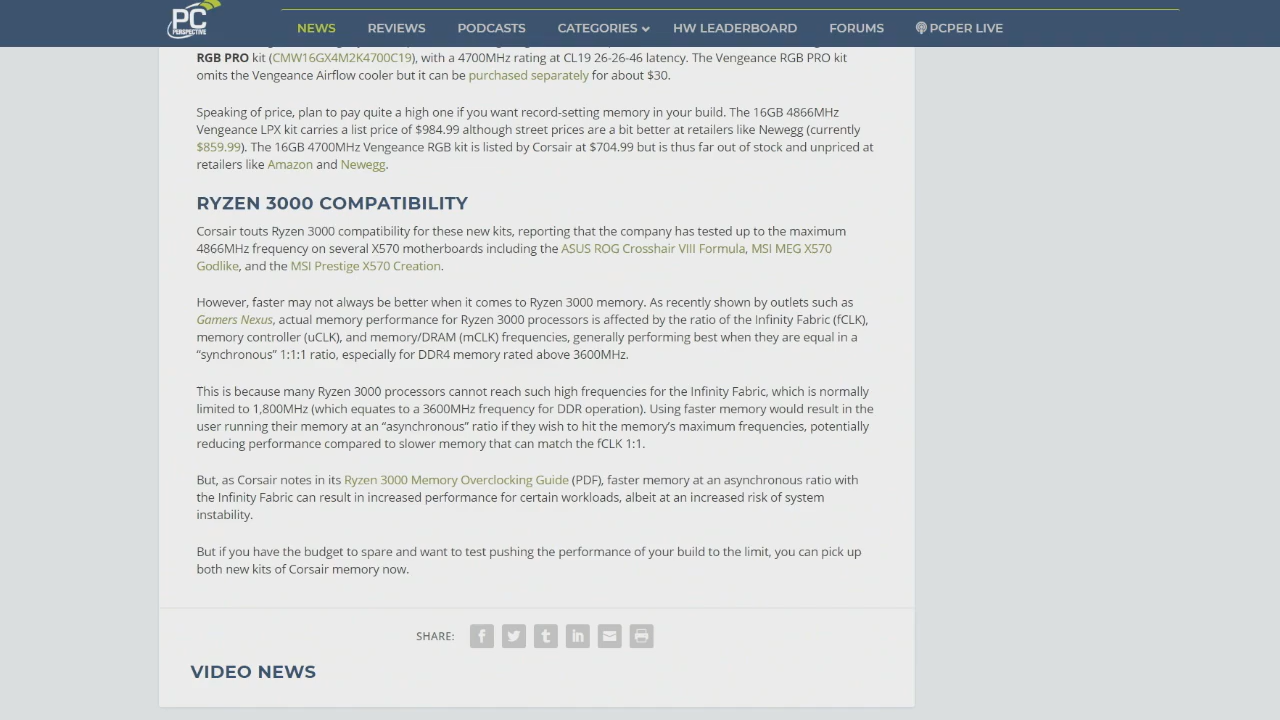 PC
PERSPECTIVE
NEWS
REVIEWS
PODCASTS
CATEGORIES
HW LEADERBOARD
FORUMS
PCPER LIVE
RGB PRO kit (CMW16GX4M2K4700C19), with a 4700MHz rating at CL19 26-26-46 latency. The Vengeance RGB PRO kit
omits the Vengeance Airflow cooler but it can be purchased separately for about $30.
Speaking of price, plan to pay quite a high one if you want record-setting memory in your build. The 16GB 4866MHz
Vengeance LPX kit carries a list price of $984.99 although street prices are a bit better at retailers like Newegg (currently
$859.99). The 16GB 4700MHz Vengeance RGB kit is listed by Corsair at $704.99 but is thus far out of stock and unpriced at
retailers like Amazon and Newegg.
RYZEN 3000 COMPATIBILITY
Corsair touts Ryzen 3000 compatibility for these new kits, reporting that the company has tested up to the maximum
4866MHz frequency on several X570 motherboards including the ASUS ROG Crosshair VIII Formula, MSI MEG X570
Godlike, and the MSI Prestige X570 Creation.
However, faster may not always be better when it comes to Ryzen 3000 memory. As recently shown by outlets such as
Gamers Nexus, actual memory performance for Ryzen 3000 processors is affected by the ratio of the Infinity Fabric (fCLK),
memory controller (uCLK), and memory/DRAM (mCLK) frequencies, generally performing best when they are equal in a
“synchronous” 1:1:1 ratio, especially for DDR4 memory rated above 3600MHz.
This is because many Ryzen 3000 processors cannot reach such high frequencies for the Infinity Fabric, which is normally
limited to 1,800MHz (which equates to a 3600MHz frequency for DDR operation). Using faster memory would result in the
user running their memory at an “asynchronous” ratio if they wish to hit the memory’s maximum frequencies, potentially
reducing performance compared to slower memory that can match the fCLK 1:1.
But, as Corsair notes in its Ryzen 3000 Memory Overclocking Guide (PDF), faster memory at an asynchronous ratio with
the Infinity Fabric can result in increased performance for certain workloads, albeit at an increased risk of system
instability.
But if you have the budget to spare and want to test pushing the performance of your build to the limit, you can pick up
both new kits of Corsair memory now.
SHARE:
VIDEO NEWS